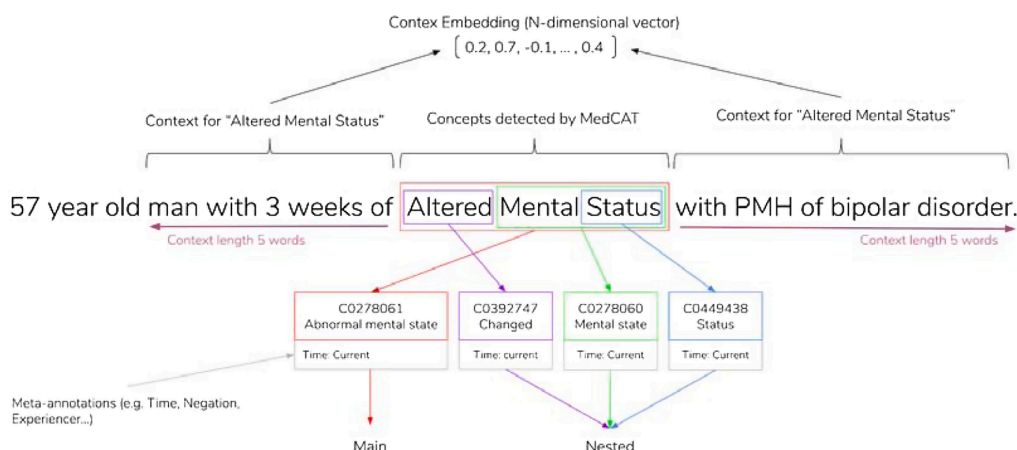 Contex Embedding (N-dimensional vector)
[ 0.2, 0.7, -0.1, ... , 0.4 ]
Context for "Altered Mental Status"
Concepts detected by MedCAT
Context for "Altered Mental Status"
57 year old man with 3 weeks of Altered Mental Status with PMH of bipolar disorder.
Context length 5 words
Context length 5 words
C0278061
Abnormal mental state
Time: Current
C0392747
Changed
Time: current
C0278060
Mental state
Time: Current
C0449438
Status
Time: Current
Meta-annotations (e.g. Time, Negation,
Experiencer...)
Main
Nested